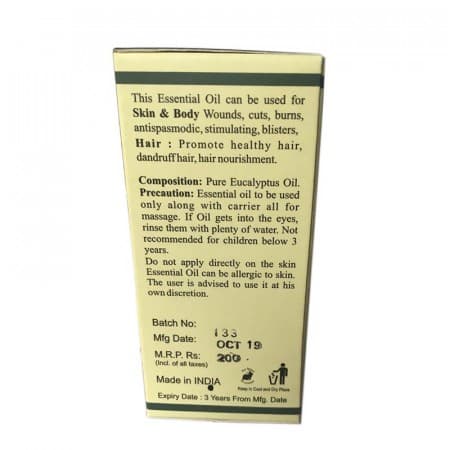 This Essential Oil can be used for
Skin & Body Wounds, cuts, burns,
antispasmodic, stimulating, blisters,
Hair : Promote healthy hair,
dandruff hair, hair nourishment.
Composition: Pure Eucalyptus Oil.
Precaution: Essential oil to be used
only along with carrier all for
massage. If Oil gets into the eyes,
rinse them with plenty of water. Not
recommended for children below 3
years.
Do not apply directly on the skin
Essential Oil can be allergic to skin.
The user is advised to use it at his
own discretion.
Batch No: 133
Mfg Date: OCT 19
M.R.P. Rs: 200.
(Incl. of all taxes)
Made in INDIA
Keep in Cool and Dry Place
Expiry Date : 3 Years From Mfg. Date